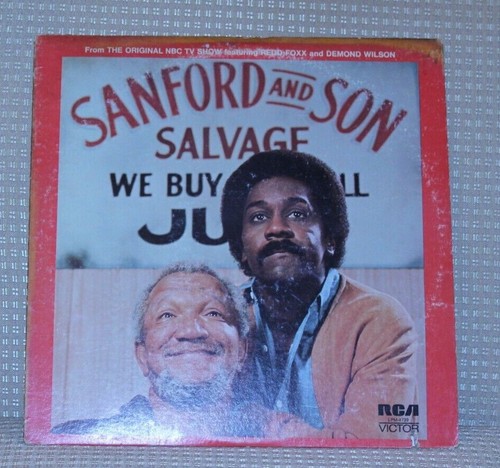 From THE ORIGINAL NBC TV SHOW featuring REDD FOXX and DEMOND WILSON
SANFORD AND SON
SALVAGE
WE BUY LL
JU
RCA
VICTOR